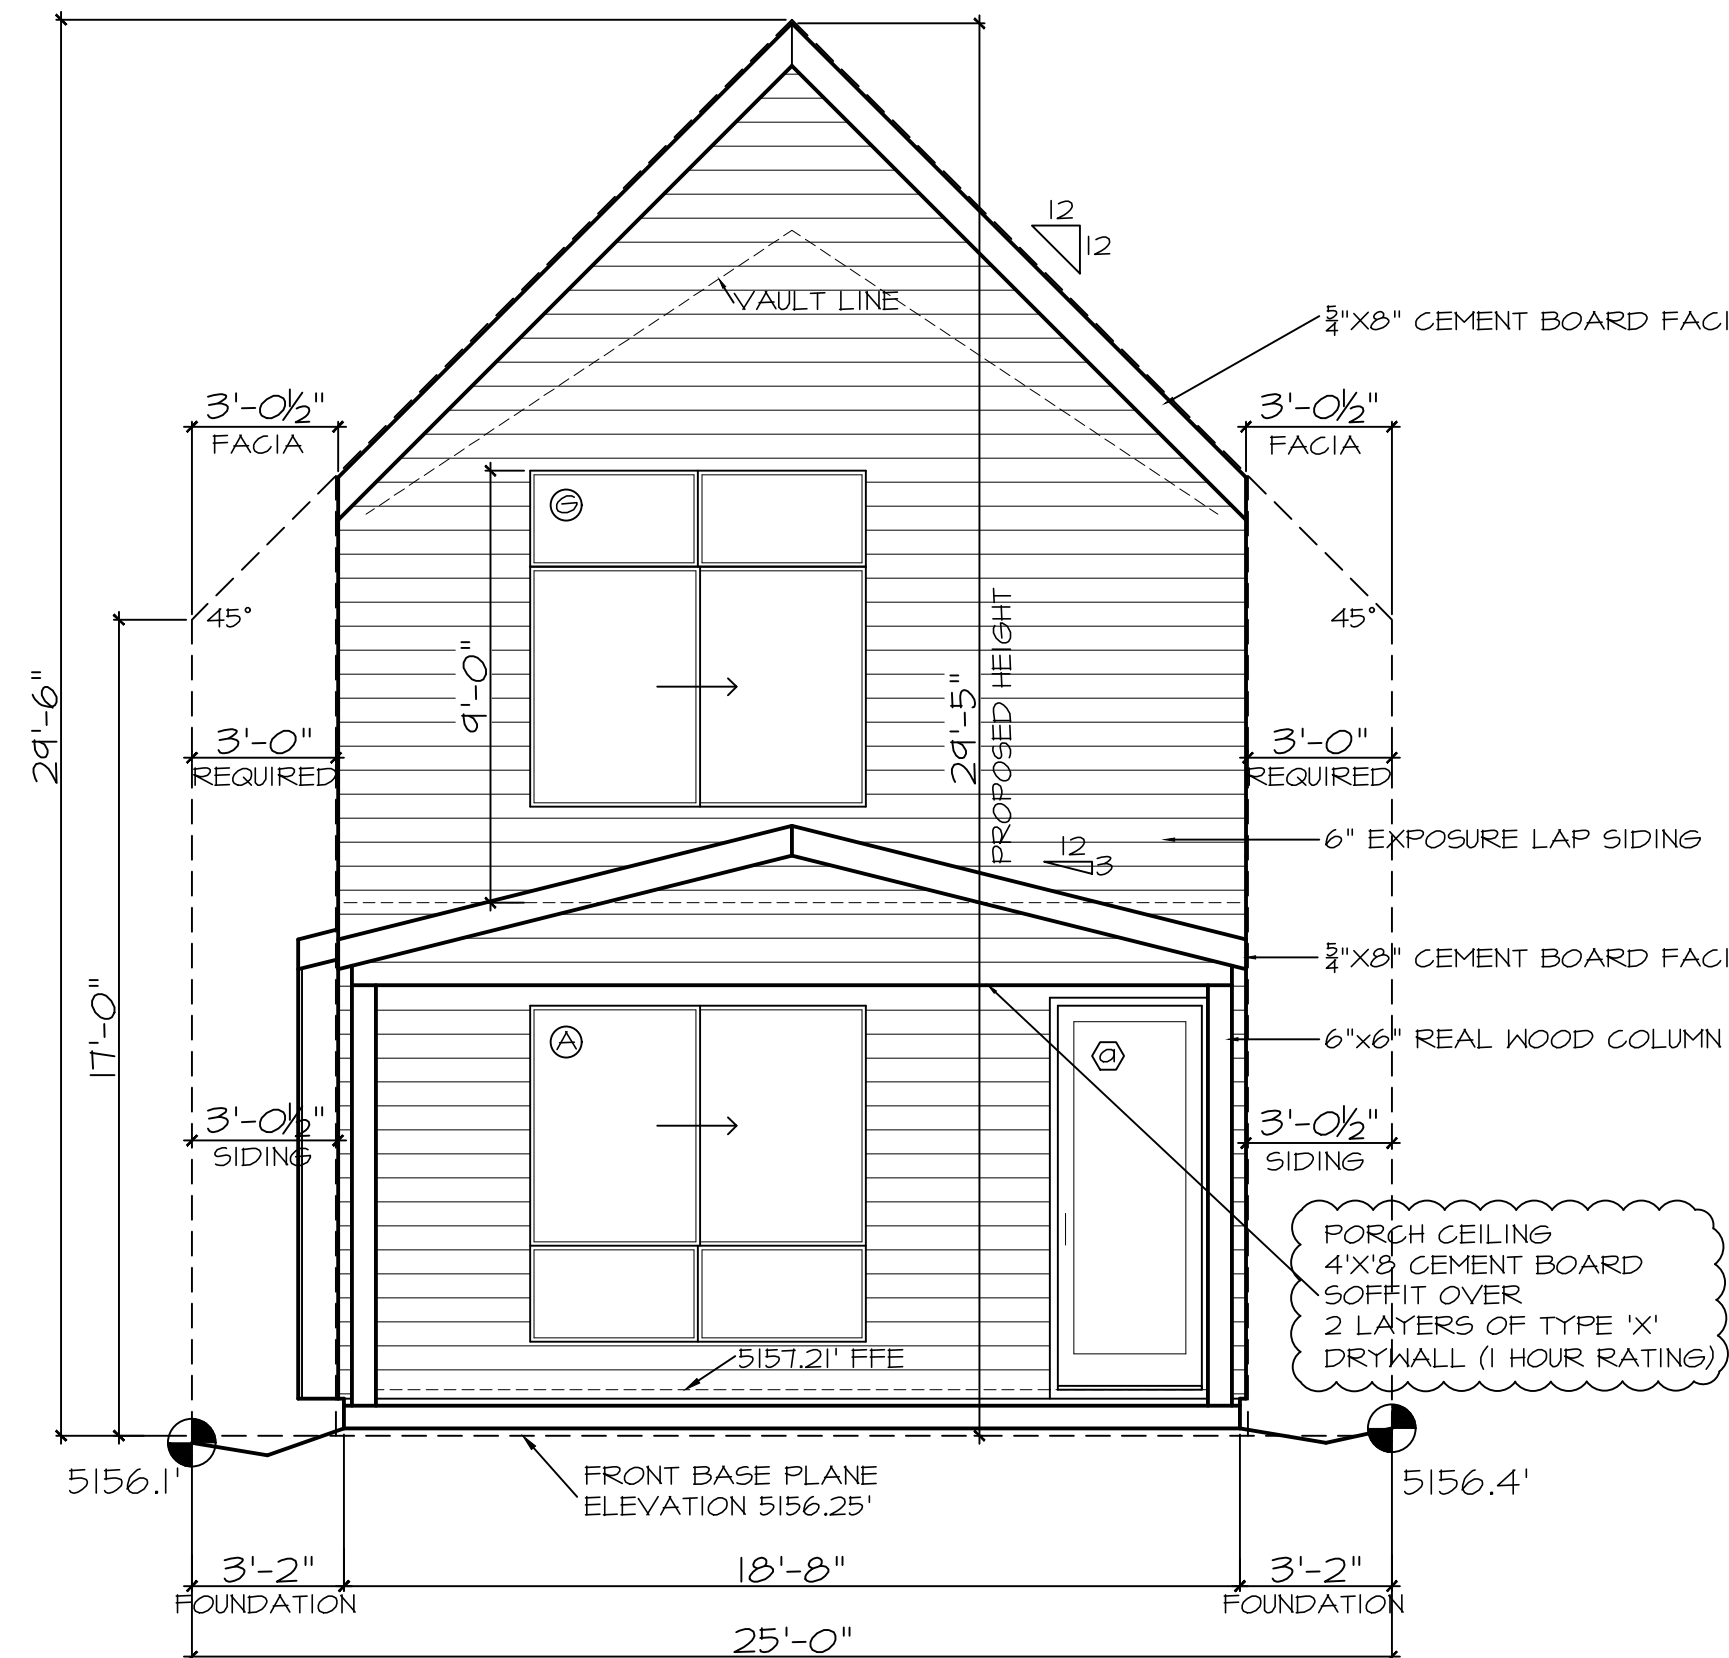 12
12
VAULT LINE
5/4"X8" CEMENT BOARD FACI
3'-0½"
FACIA
3'-0½"
FACIA
G
45°
45°
29'-6"
9'-0"
29'-5"
PROPOSED HEIGHT
3'-0"
REQUIRED
3'-0"
REQUIRED
6" EXPOSURE LAP SIDING
12
3
5/4"X8" CEMENT BOARD FACI
17'-0"
A
a
6"x6" REAL WOOD COLUMN
3'-0½"
SIDING
3'-0½"
SIDING
PORCH CEILING
4'X'8 CEMENT BOARD
SOFFIT OVER
2 LAYERS OF TYPE 'X'
DRYWALL (1 HOUR RATING)
5157.21' FFE
5156.1'
FRONT BASE PLANE
ELEVATION 5156.25'
5156.4'
3'-2"
FOUNDATION
18'-8"
3'-2"
FOUNDATION
25'-0"